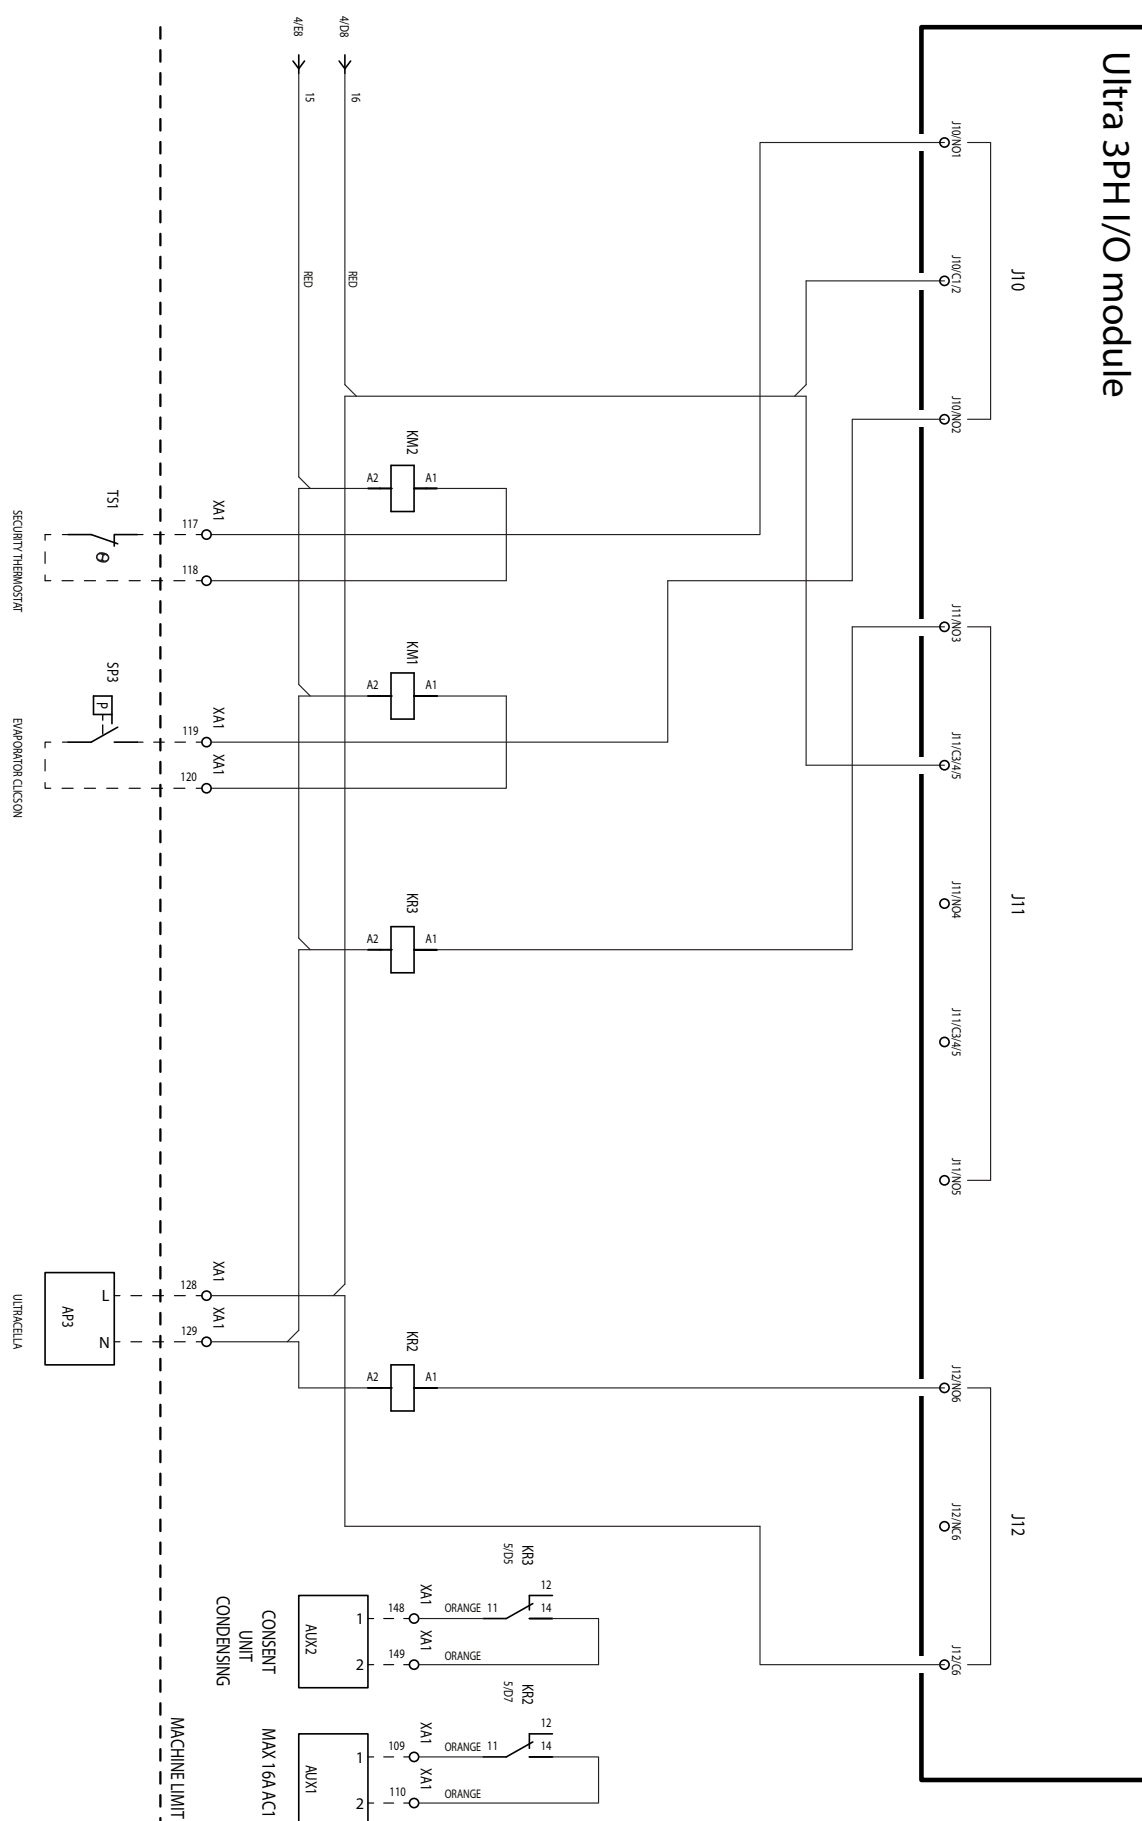 Ultra 3PH I/O module
J10
J11
J12
J10/NO1
J10/C1/2
J10/NO2
J11/NO3
J11/C3/4/5
J11/NO4
J11/C3/4/5
J11/NO5
J12/NO6
J12/NC6
J12/C6
4/E8
4/D8
15
16
RED
RED
KM2
A2
A1
KM1
A2
A1
KR3
A2
A1
KR2
A2
A1
TS1
θ
117
XA1
118
SECURITY THERMOSTAT
SP3
P
119
XA1
120
XA1
EVAPORATOR CLICSON
AP3
L
N
128
XA1
129
XA1
ULTRACELLA
KR3
5/D5
12
14
11
ORANGE
ORANGE
XA1
148
XA1
149
1
2
AUX2
CONSENT
UNIT
CONDENSING
KR2
5/D7
12
14
11
ORANGE
ORANGE
XA1
109
XA1
110
1
2
AUX1
MAX 16A AC1
MACHINE LIMIT